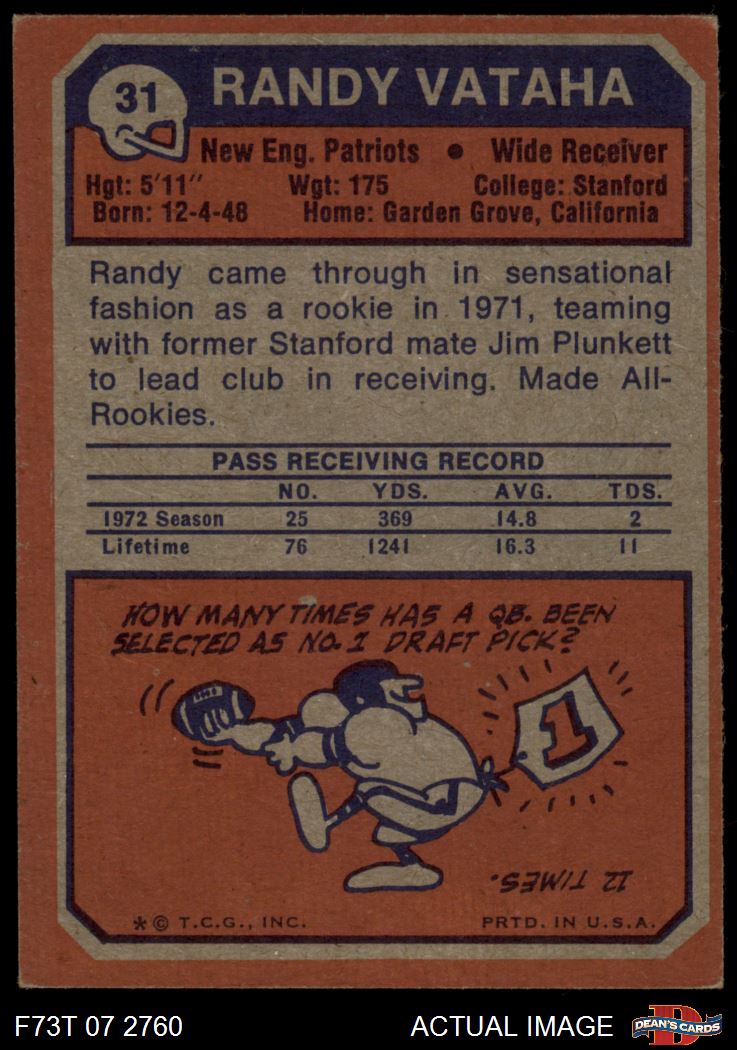 31
RANDY VATAHA
New Eng. Patriots • Wide Receiver
Hgt: 5'11" Wgt: 175 College: Stanford
Born: 12-4-48 Home: Garden Grove, California
Randy came through in sensational
fashion as a rookie in 1971, teaming
with former Stanford mate Jim Plunkett
to lead club in receiving. Made All-
Rookies.
PASS RECEIVING RECORD
NO. YDS. AVG. TDS.
1972 Season 25 369 14.8 2
Lifetime 76 1241 16.3 11
HOW MANY TIMES HAS A QB. BEEN
SELECTED AS NO. 1 DRAFT PICK?
1
12 TIMES.
*© T.C.G., INC. PRTD. IN U.S.A.
F73T 07 2760 ACTUAL IMAGE D DEAN'S CARDS